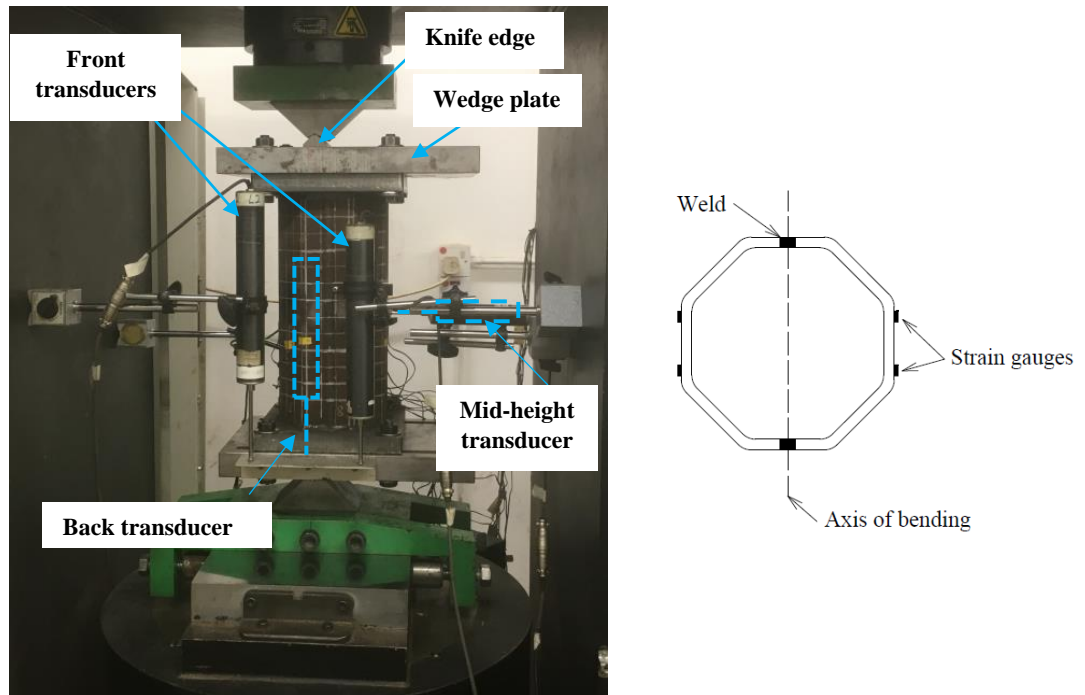 Front
transducers
Knife edge
Wedge plate
Mid-height
transducer
Back transducer
Weld
Strain gauges
Axis of bending